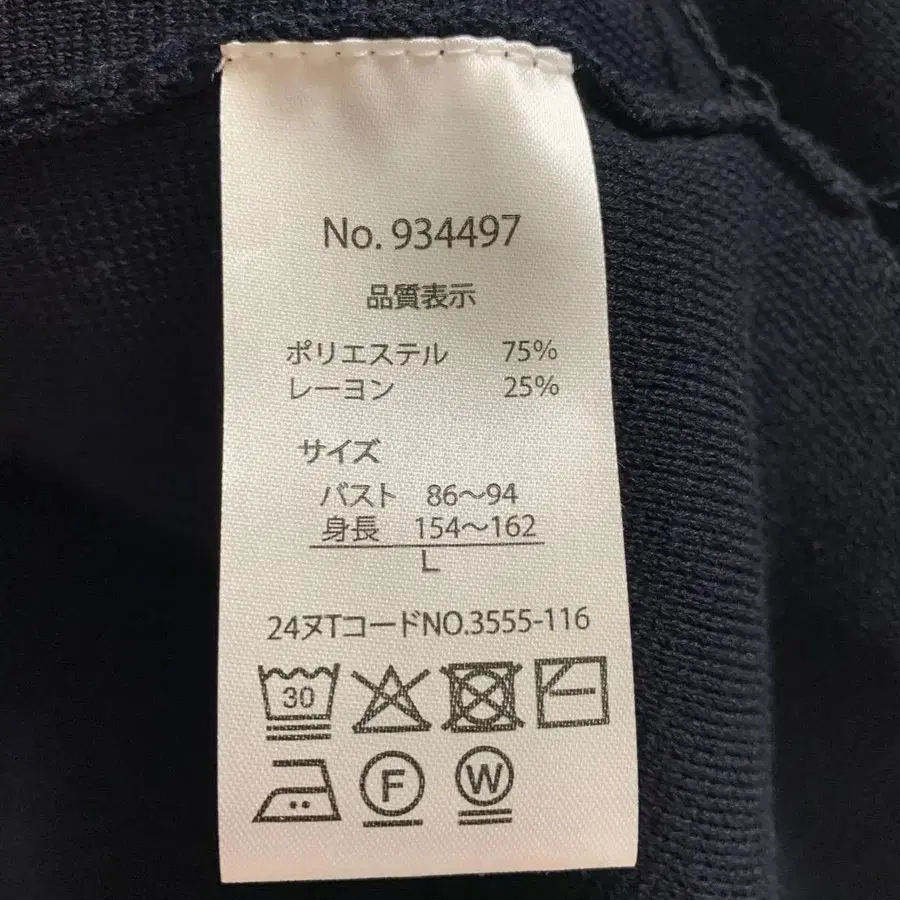 No. 934497
品質表示
ポリエステル 75%
レーヨン 25%
サイズ
バスト 86～94
身長 154～162
L
24ヌTコードNO.3555-116
30
F
W